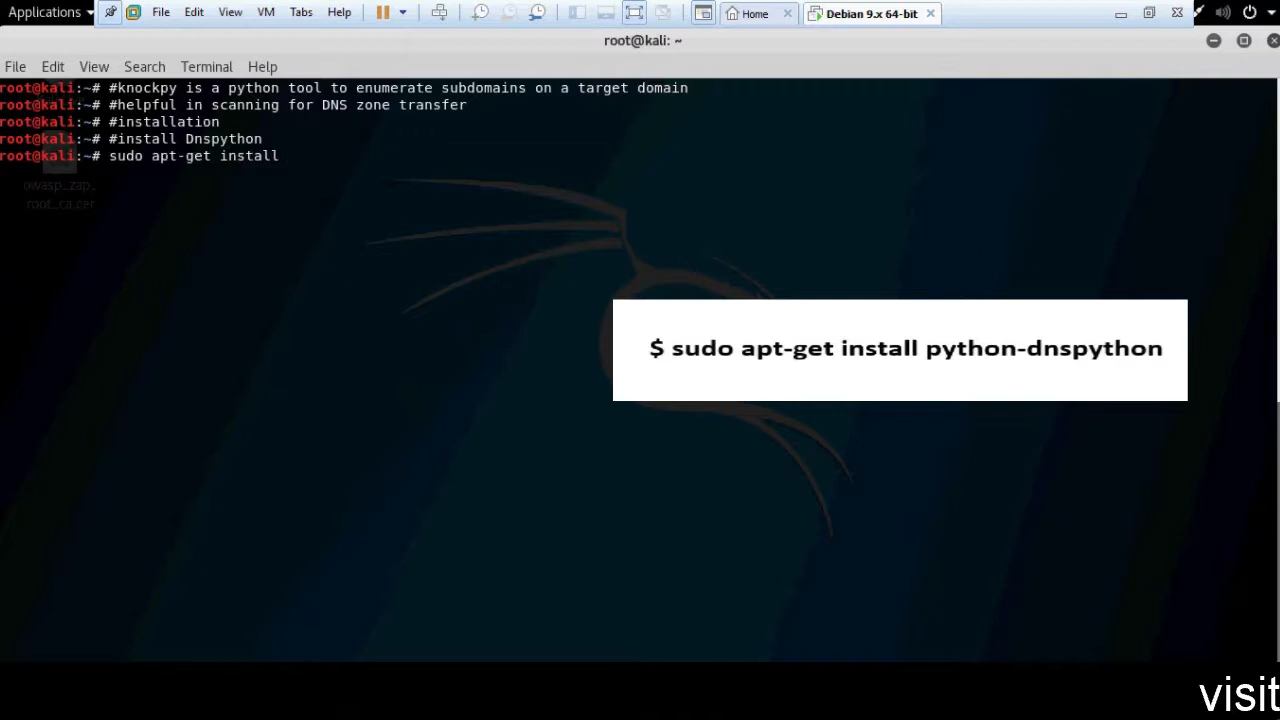 Applications File Edit View VM Tabs Help Home Debian 9.x 64-bit
root@kali: ~
File Edit View Search Terminal Help
root@kali:~# #knockpy is a python tool to enumerate subdomains on a target domain
root@kali:~# #helpful in scanning for DNS zone transfer
root@kali:~# #installation
root@kali:~# #install Dnspython
root@kali:~# sudo apt-get install
owasp_zap_
root_ca.cer
$ sudo apt-get install python-dnspython
visit